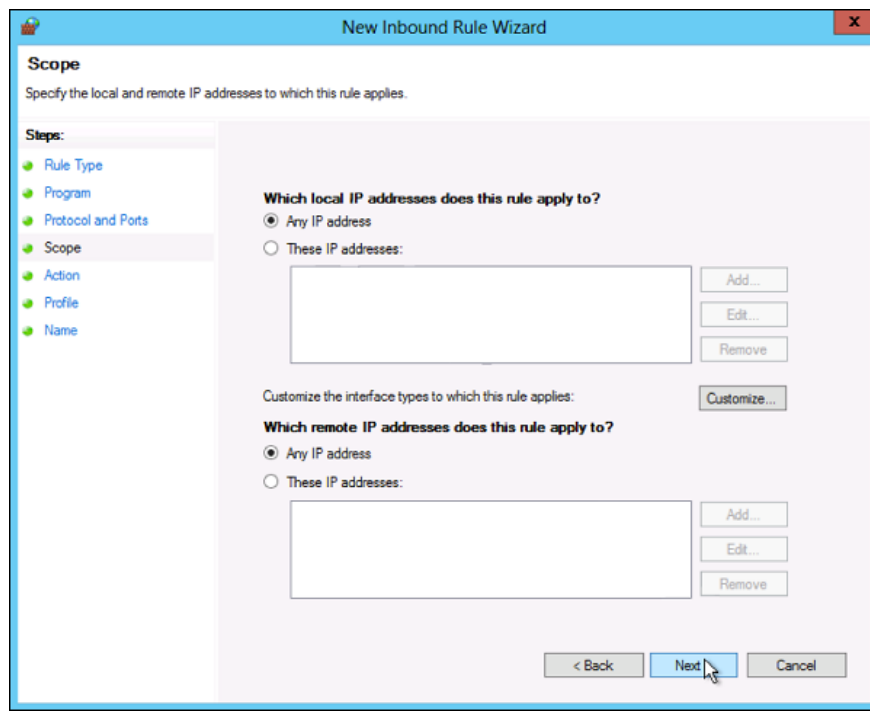 New Inbound Rule Wizard
x
Scope
Specify the local and remote IP addresses to which this rule applies.
Steps:
Rule Type
Program
Protocol and Ports
Scope
Action
Profile
Name
Which local IP addresses does this rule apply to?
Any IP address
These IP addresses:
Add...
Edit...
Remove
Customize the interface types to which this rule applies:
Customize...
Which remote IP addresses does this rule apply to?
Any IP address
These IP addresses:
Add...
Edit...
Remove
< Back
Next
Cancel